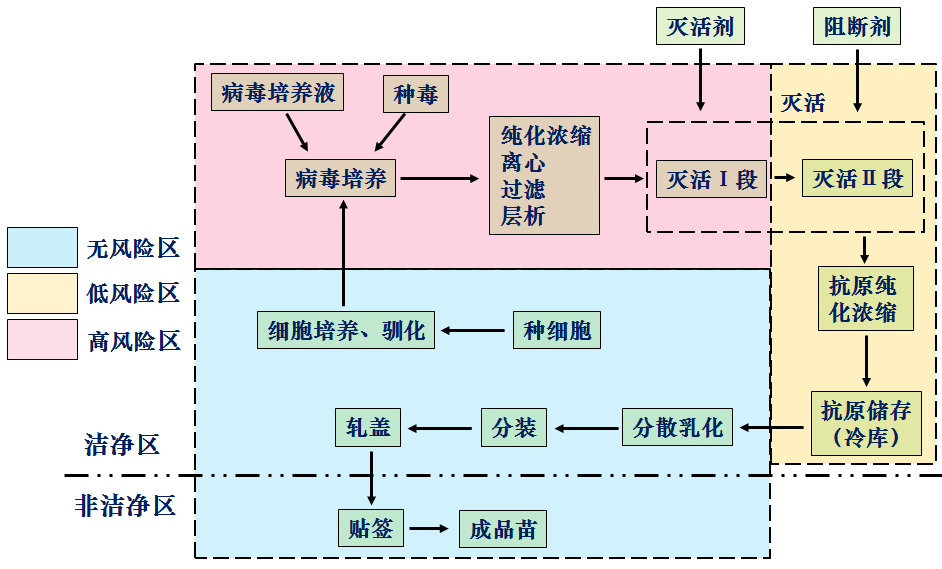 灭活剂
阻断剂
灭活
病毒培养液
种毒
纯化浓缩
离心
过滤
层析
病毒培养
灭活Ⅰ段
灭活Ⅱ段
无风险区
低风险区
高风险区
抗原纯
化浓缩
细胞培养、驯化
种细胞
轧盖
分装
分散乳化
抗原储存
（冷库）
洁净区
非洁净区
贴签
成品苗